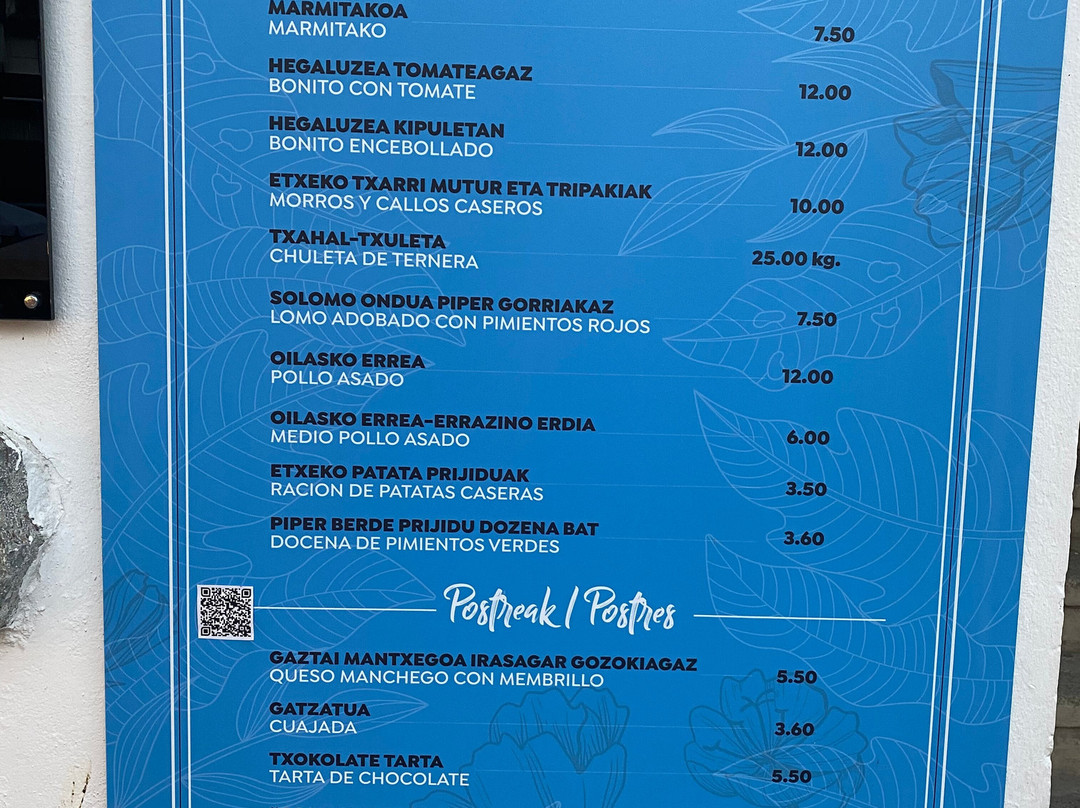 MARMITAKOA
MARMITAKO 7.50
HEGALUZEA TOMATEAGAZ
BONITO CON TOMATE 12.00
HEGALUZEA KIPULETAN
BONITO ENCEBOLLADO 12.00
ETXEKO TXARRI MUTUR ETA TRIPAKIAK
MORROS Y CALLOS CASEROS 10.00
TXAHAL-TXULETA
CHULETA DE TERNERA 25.00 kg.
SOLOMO ONDUA PIPER GORRIAKAZ
LOMO ADOBADO CON PIMIENTOS ROJOS 7.50
OILASKO ERREA
POLLO ASADO 12.00
OILASKO ERREA-ERRAZINO ERDIA
MEDIO POLLO ASADO 6.00
ETXEKO PATATA PRIJIDUAK
RACION DE PATATAS CASERAS 3.50
PIPER BERDE PRIJIDU DOZENA BAT
DOCENA DE PIMIENTOS VERDES 3.60
Postreak / Postres
GAZTAI MANTXEGOA IRASAGAR GOZOKIAGAZ
QUESO MANCHEGO CON MEMBRILLO 5.50
GATZATUA
CUAJADA 3.60
TXOKOLATE TARTA
TARTA DE CHOCOLATE 5.50